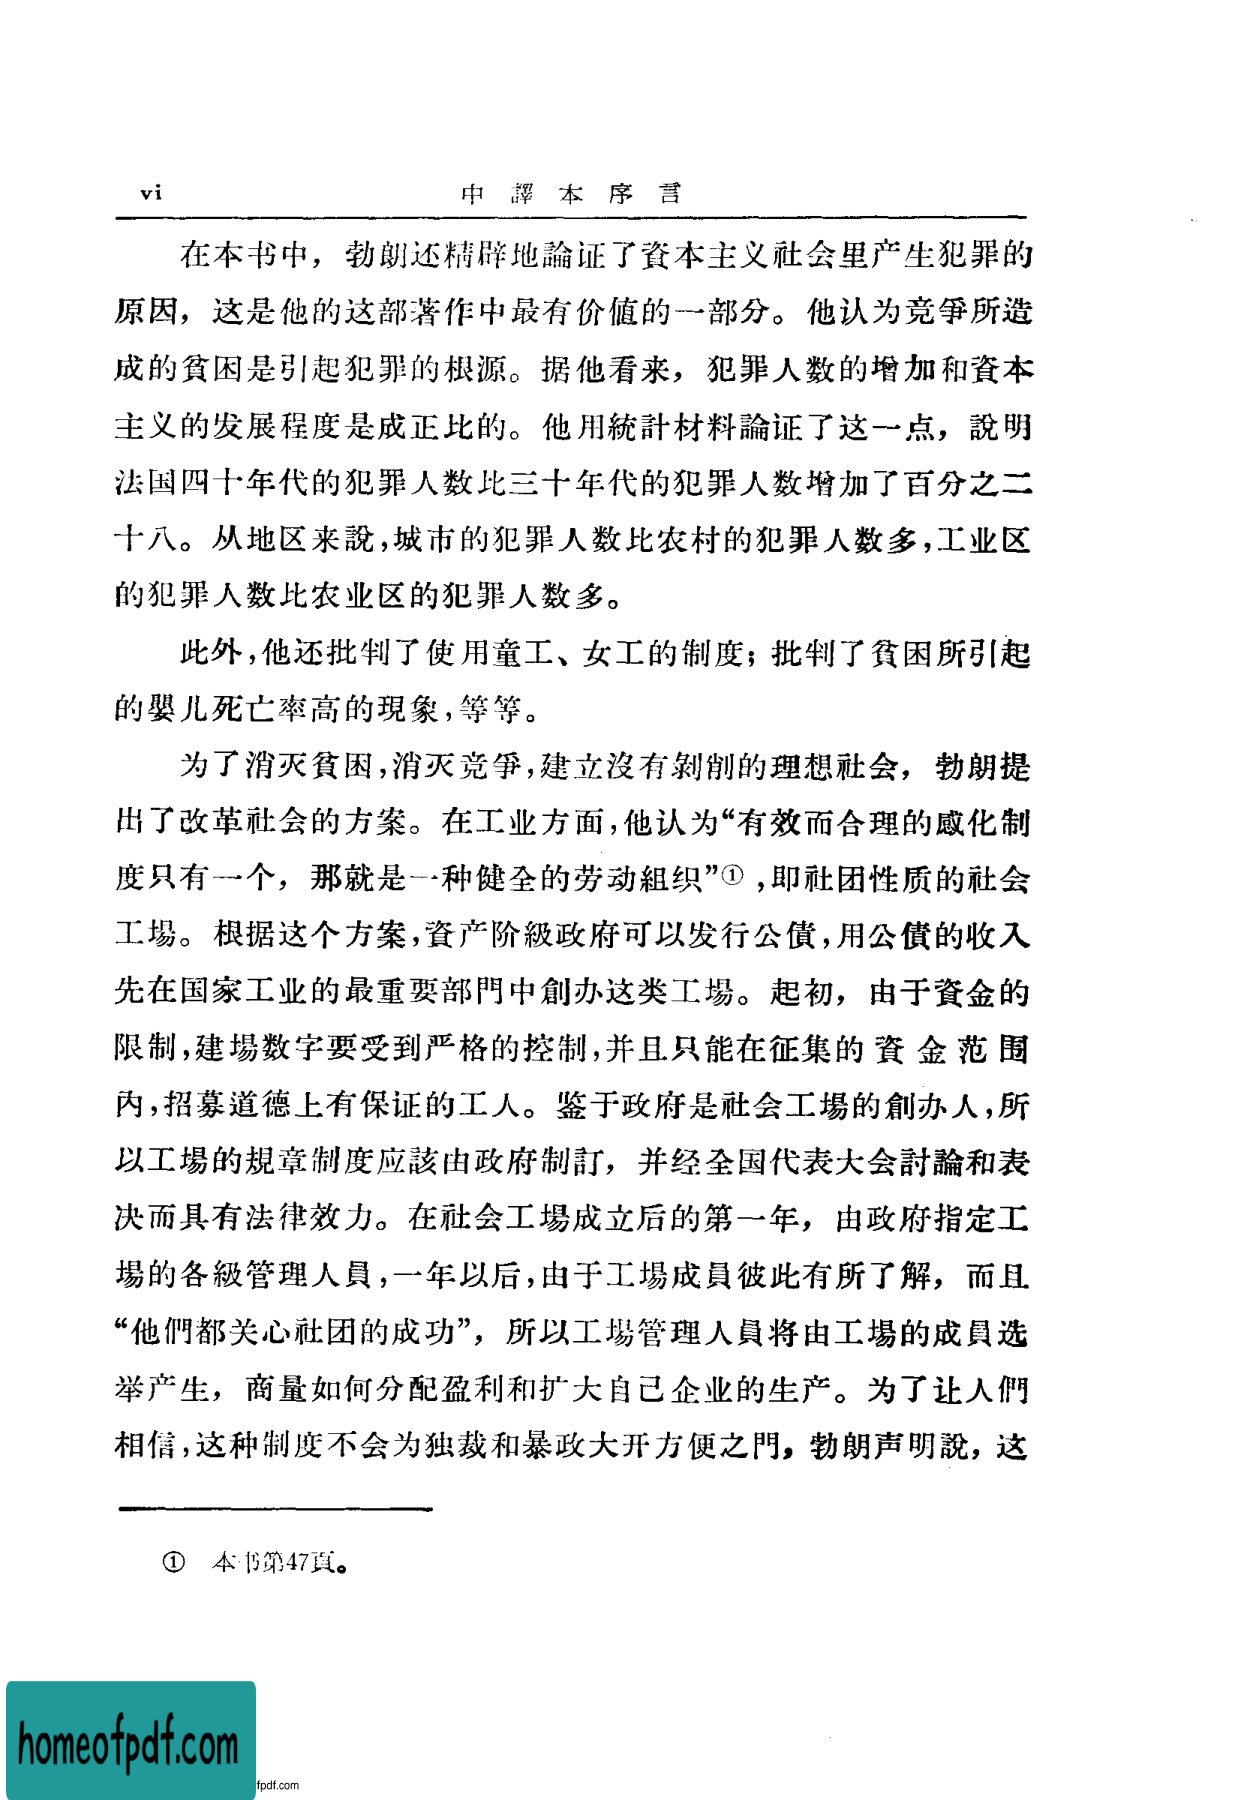 vi 中譯本序言
在本书中，勃朗还精辟地論证了資本主义社会里产生犯罪的
原因，这是他的这部著作中最有价値的一部分。他认为竞爭所造
成的貧困是引起犯罪的根源。据他看来，犯罪人数的增加和資本
主义的发展程度是成正比的。他用統計材料論证了这一点，說明
法国四十年代的犯罪人数比三十年代的犯罪人数增加了百分之二
十八。从地区来說，城市的犯罪人数比农村的犯罪人数多，工业区
的犯罪人数比农业区的犯罪人数多。
此外，他还批判了使用童工、女工的制度；批判了貧困所引起
的嬰儿死亡率高的現象，等等。
为了消灭貧困，消灭竞爭，建立沒有剝削的理想社会，勃朗提
出了改革社会的方案。在工业方面，他认为“有效而合理的感化制
度只有一个，那就是一种健全的劳动組织”①，即社团性质的社会
工場。根据这个方案，資产阶級政府可以发行公債，用公債的收入
先在国家工业的最重要部門中創办这类工場。起初，由于資金的
限制，建場数字要受到严格的控制，并且只能在征集的資金范围
内，招募道德上有保证的工人。鉴于政府是社会工場的創办人，所
以工場的規章制度应該由政府制訂，并经全国代表大会討論和表
决而具有法律效力。在社会工場成立后的第一年，由政府指定工
場的各級管理人員，一年以后，由于工場成員彼此有所了解，而且
“他們都关心社团的成功”，所以工場管理人員将由工場的成員选
举产生，商量如何分配盈利和扩大自己企业的生产。为了让人們
相信，这种制度不会为独裁和暴政大开方便之門，勃朗声明說，这
① 本书第47頁。
homeofpdf.com
fpdf.com